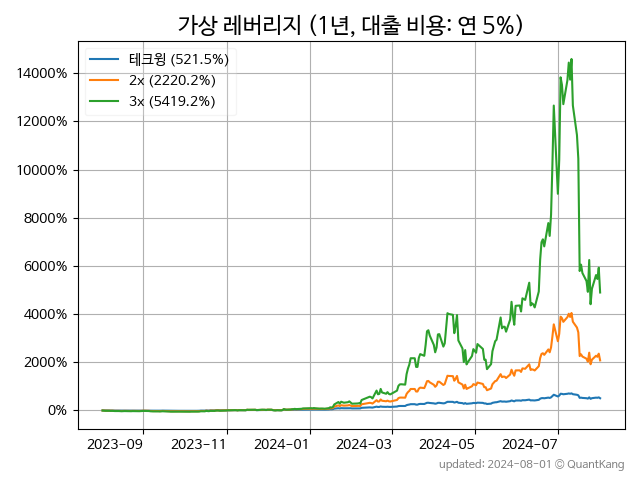 가상 레버리지 (1년, 대출 비용: 연 5%)
테크윙 (521.5%)
2x (2220.2%)
3x (5419.2%)
14000%
12000%
10000%
8000%
6000%
4000%
2000%
0%
2023-09 2023-11 2024-01 2024-03 2024-05 2024-07
updated: 2024-08-01 © QuantKang